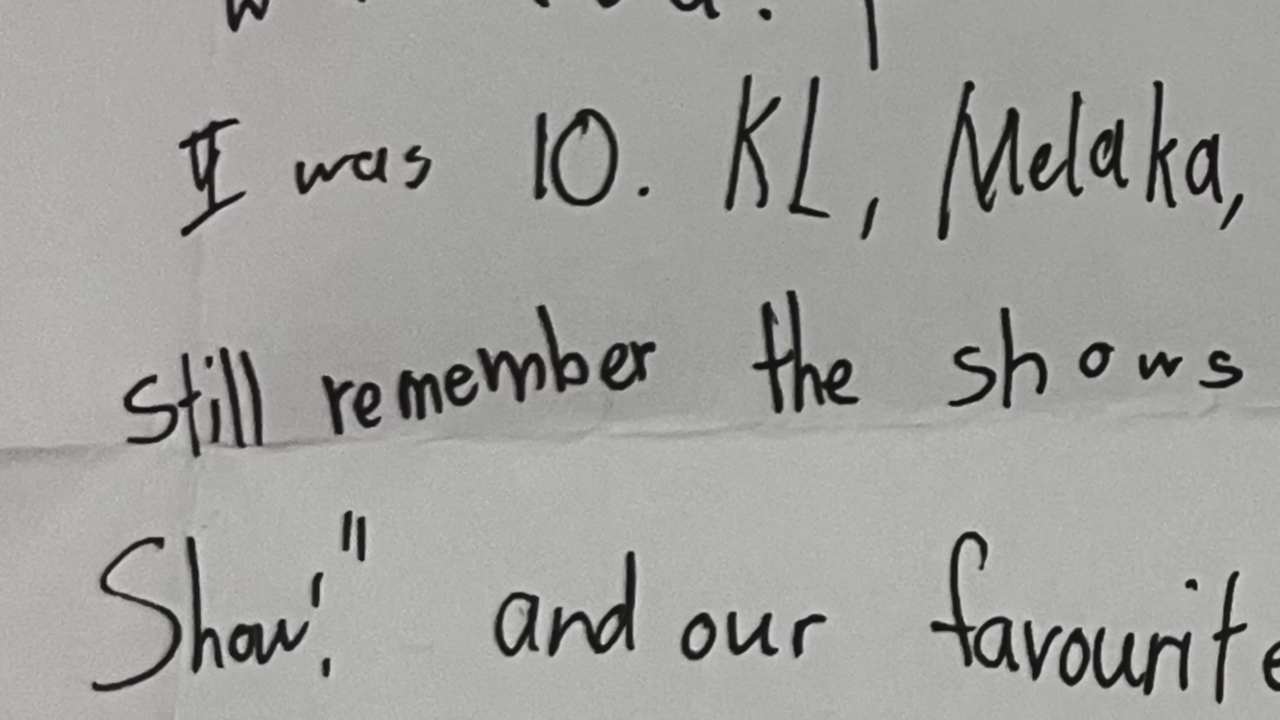 I was 10. KL, Melaka,
still remember the shows
Show!" and our favourite